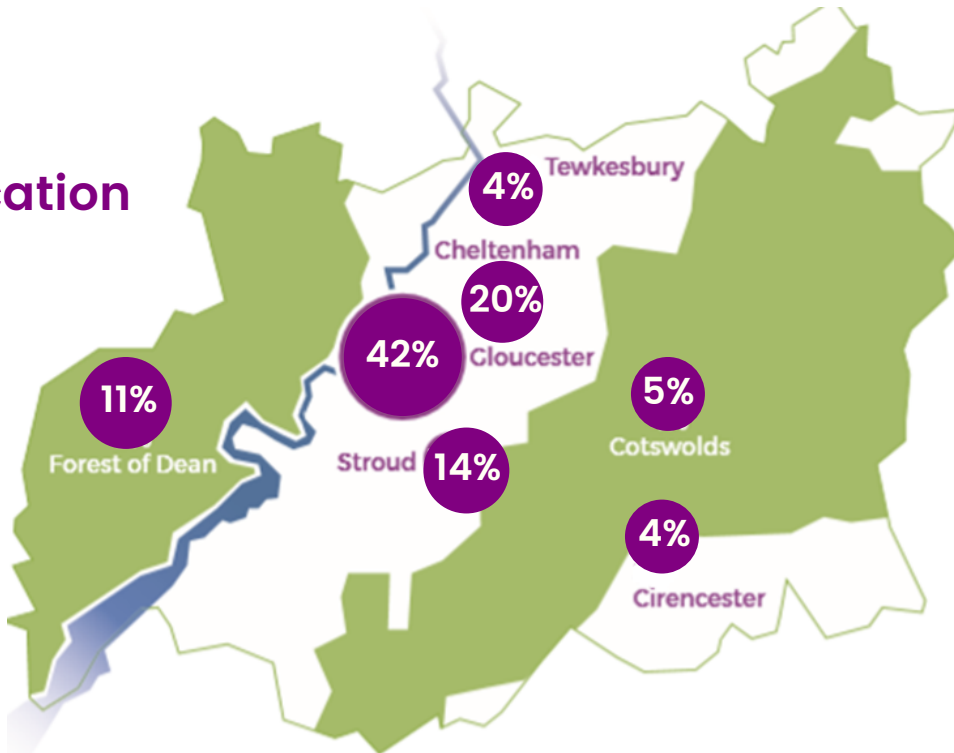 cation
4%
Tewkesbury
Cheltenham
20%
42%
Gloucester
11%
Forest of Dean
5%
Cotswolds
Stroud
14%
4%
Cirencester